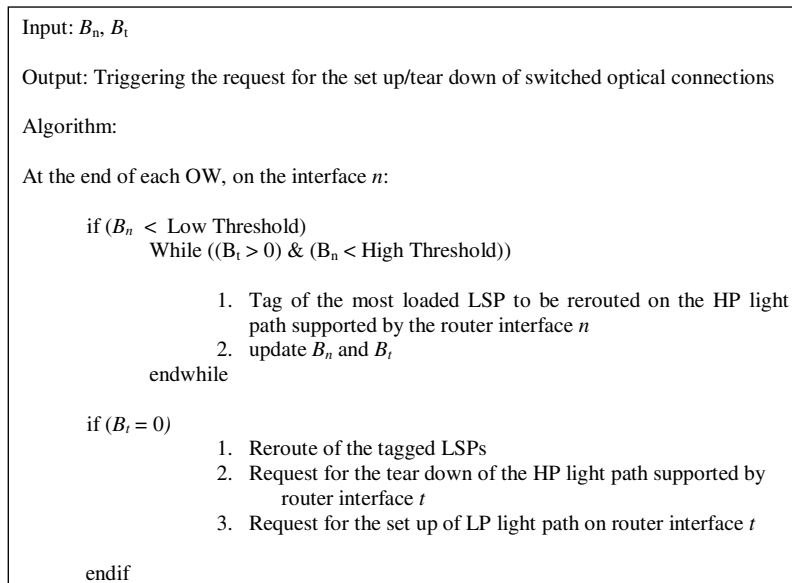 Input: Bn, Bt
Output: Triggering the request for the set up/tear down of switched optical connections
Algorithm:
At the end of each OW, on the interface n:
if (Bn < Low Threshold)
While ((Bt > 0) & (Bn < High Threshold))
1. Tag of the most loaded LSP to be rerouted on the HP light
path supported by the router interface n
2. update Bn and Bt
endwhile
if (Bt = 0)
1. Reroute of the tagged LSPs
2. Request for the tear down of the HP light path supported by
router interface t
3. Request for the set up of LP light path on router interface t
endif